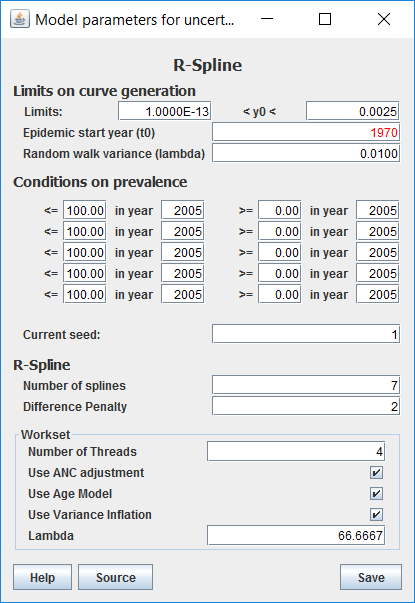 Model parameters for uncert...
R-Spline
Limits on curve generation
Limits: 1.0000E-13 < y0 < 0.0025
Epidemic start year (t0) 1970
Random walk variance (lambda) 0.0100
Conditions on prevalence
<= 100.00 in year 2005 >= 0.00 in year 2005
<= 100.00 in year 2005 >= 0.00 in year 2005
<= 100.00 in year 2005 >= 0.00 in year 2005
<= 100.00 in year 2005 >= 0.00 in year 2005
<= 100.00 in year 2005 >= 0.00 in year 2005
Current seed: 1
R-Spline
Number of splines 7
Difference Penalty 2
Workset
Number of Threads 4
Use ANC adjustment
Use Age Model
Use Variance Inflation
Lambda 66.6667
Help Source Save